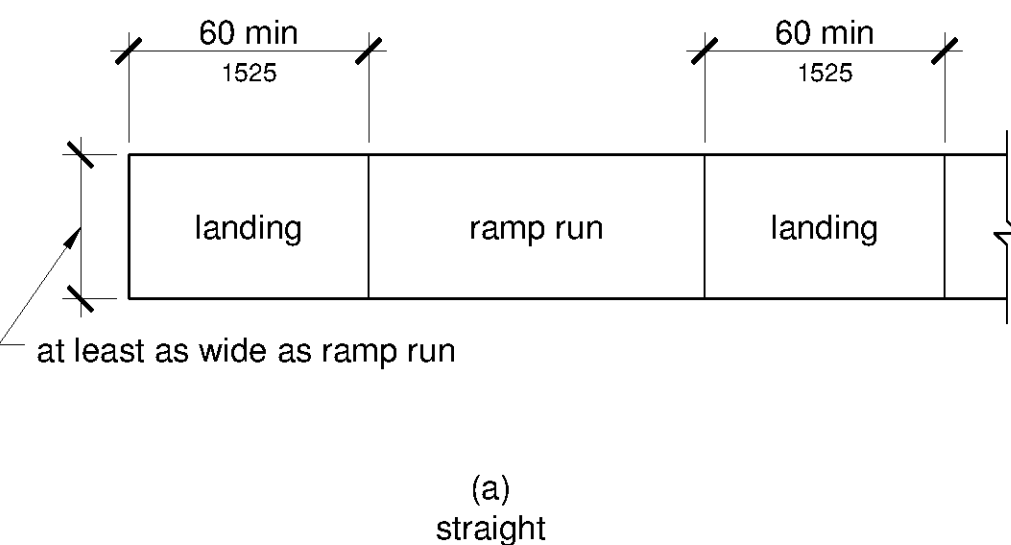 60 min
1525
60 min
1525
landing
ramp run
landing
at least as wide as ramp run
(a)
straight